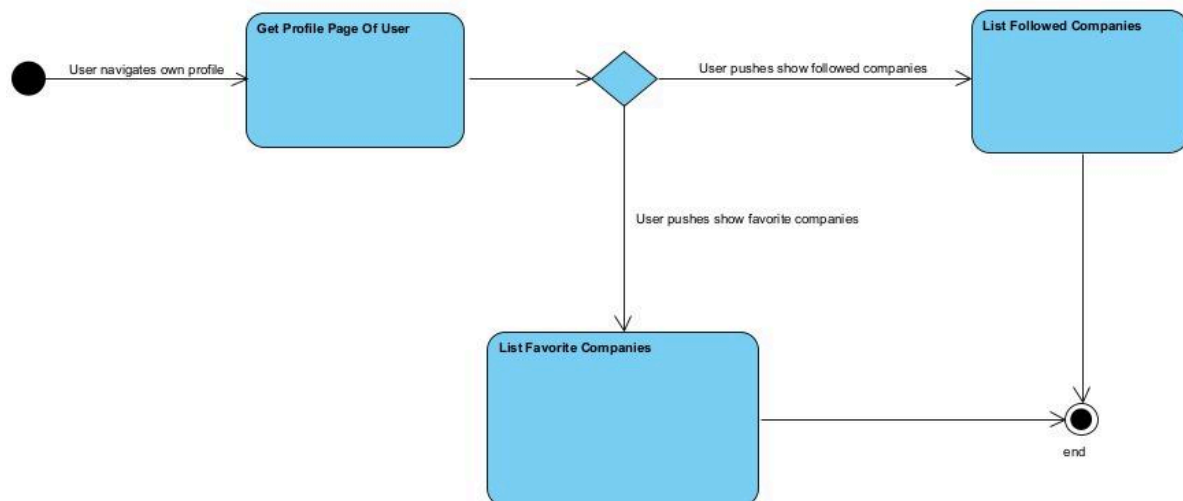 Get Profile Page Of User
List Followed Companies
User navigates own profile
User pushes show followed companies
User pushes show favorite companies
List Favorite Companies
end